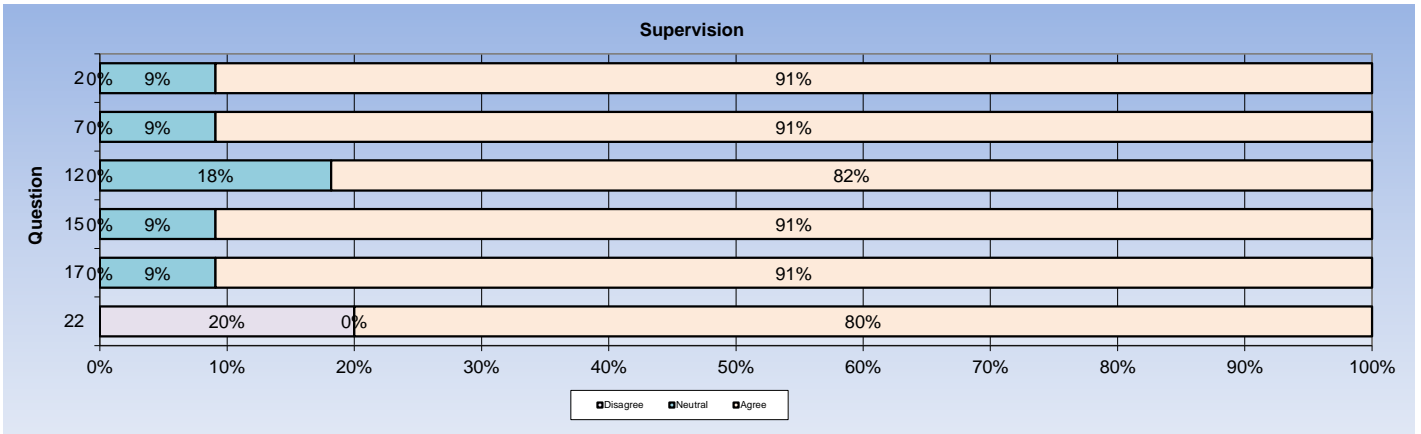 Supervision
Question
2 0% 9% 91%
7 0% 9% 91%
12 0% 18% 82%
15 0% 9% 91%
17 0% 9% 91%
22 20% 0% 80%
0% 10% 20% 30% 40% 50% 60% 70% 80% 90% 100%
Disagree Neutral Agree